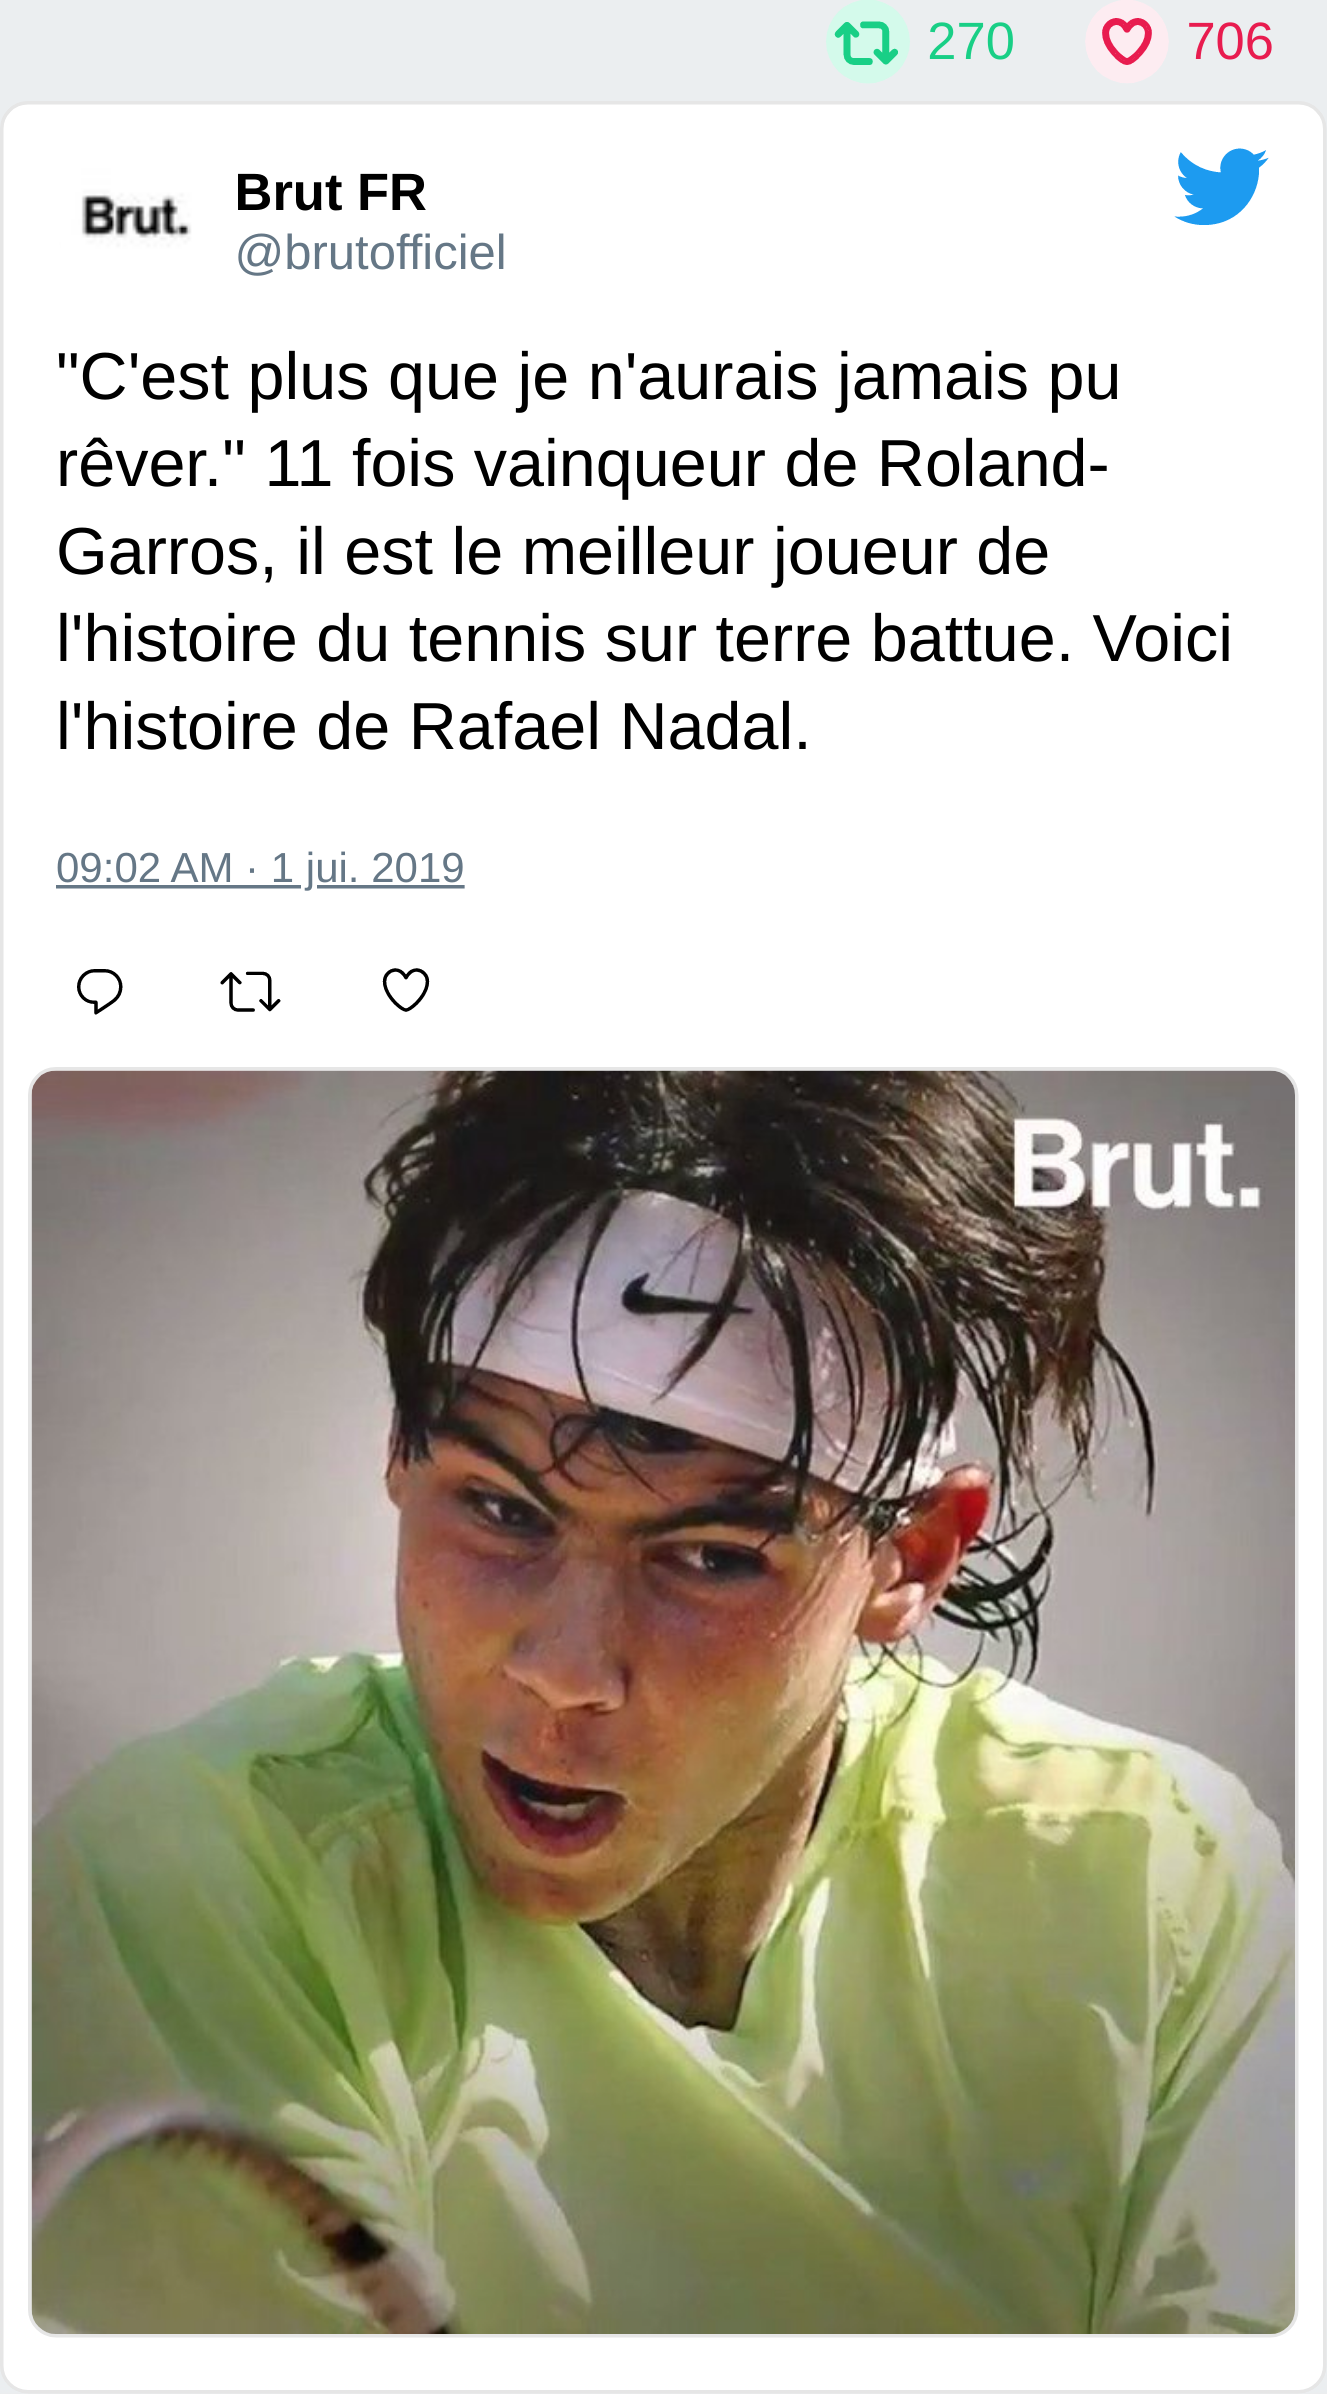 270 706
Brut.
Brut FR
@brutofficiel
"C'est plus que je n'aurais jamais pu
rêver." 11 fois vainqueur de Roland-
Garros, il est le meilleur joueur de
l'histoire du tennis sur terre battue. Voici
l'histoire de Rafael Nadal.
09:02 AM · 1 jui. 2019
Brut.